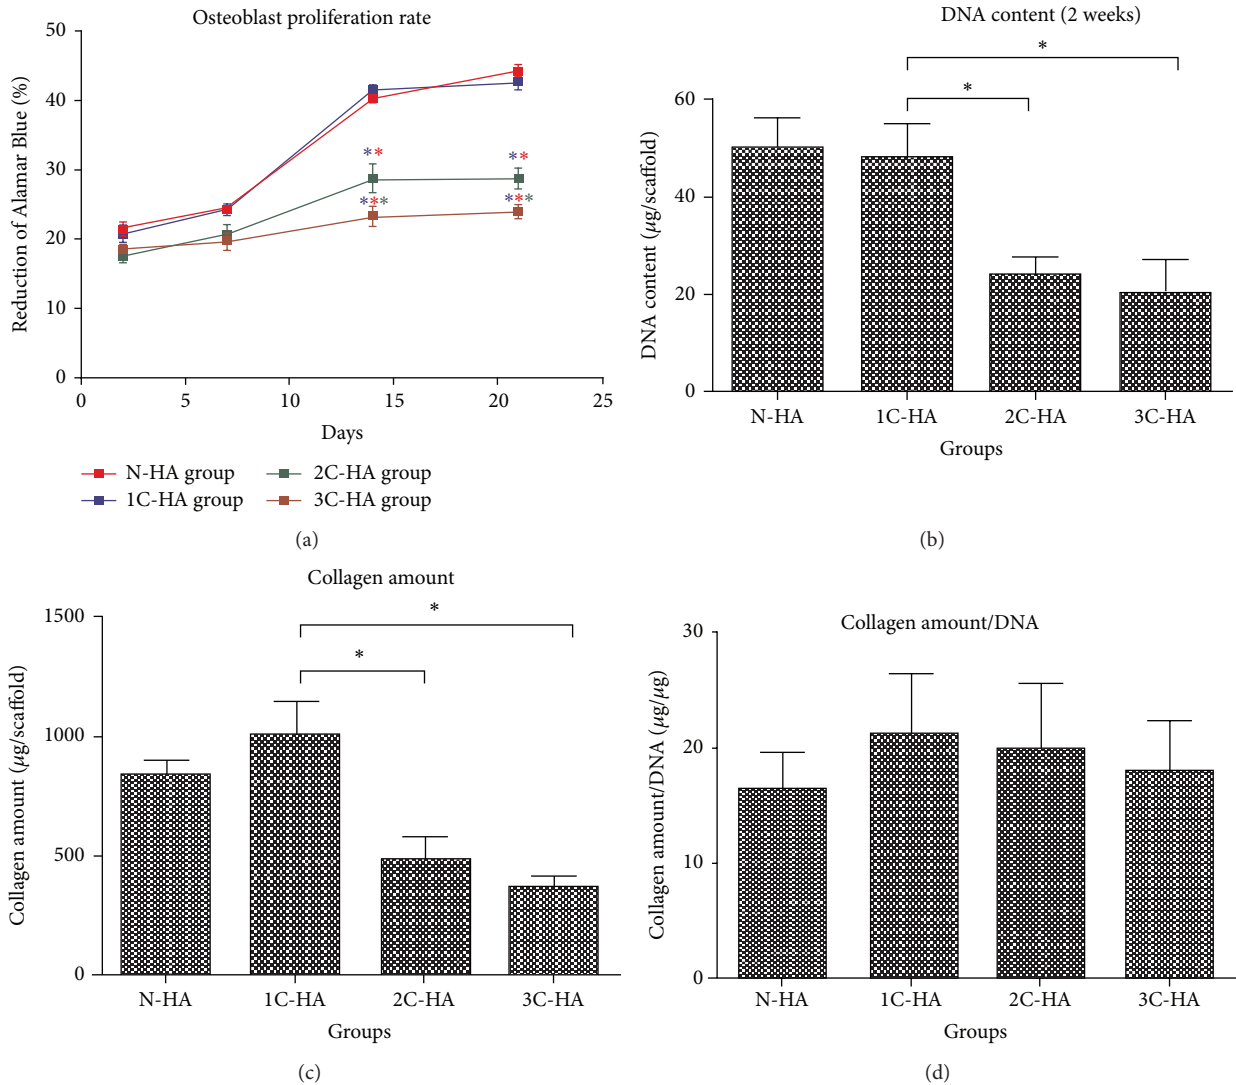 Osteoblast proliferation rate
50
40
30
20
10
0
Reduction of Alamar Blue (%)
** 
**
***
***
0 5 10 15 20 25
Days
N-HA group
1C-HA group
2C-HA group
3C-HA group
(a)
DNA content (2 weeks)
*
*
60
40
20
0
DNA content (μg/scaffold)
N-HA 1C-HA 2C-HA 3C-HA
Groups
(b)
Collagen amount
*
*
1500
1000
500
0
Collagen amount (μg/scaffold)
N-HA 1C-HA 2C-HA 3C-HA
Groups
(c)
Collagen amount/DNA
30
20
10
0
Collagen amount/DNA (μg/μg)
N-HA 1C-HA 2C-HA 3C-HA
Groups
(d)